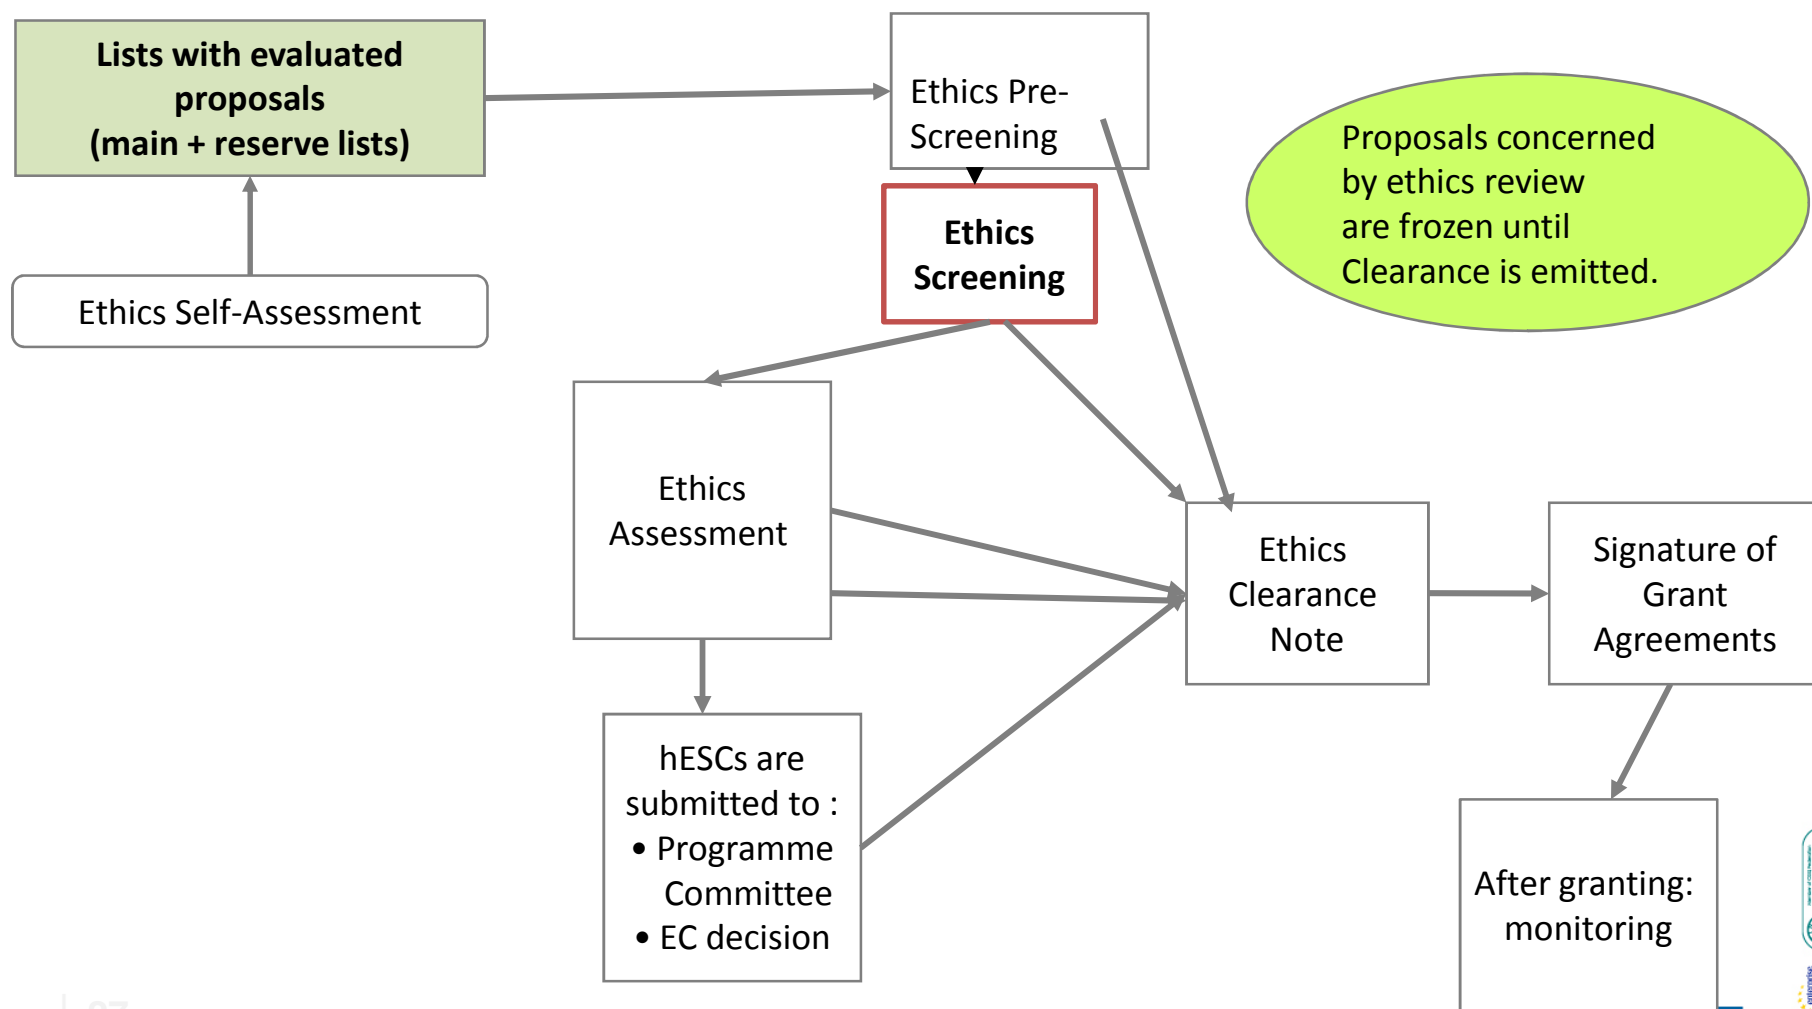 Lists with evaluated
proposals
(main + reserve lists)
Ethics Self-Assessment
Ethics Pre-
Screening
Ethics
Screening
Proposals concerned
by ethics review
are frozen until
Clearance is emitted.
Ethics
Assessment
Ethics
Clearance
Note
Signature of
Grant
Agreements
hESCs are
submitted to :
• Programme
Committee
• EC decision
After granting:
monitoring
enterprise